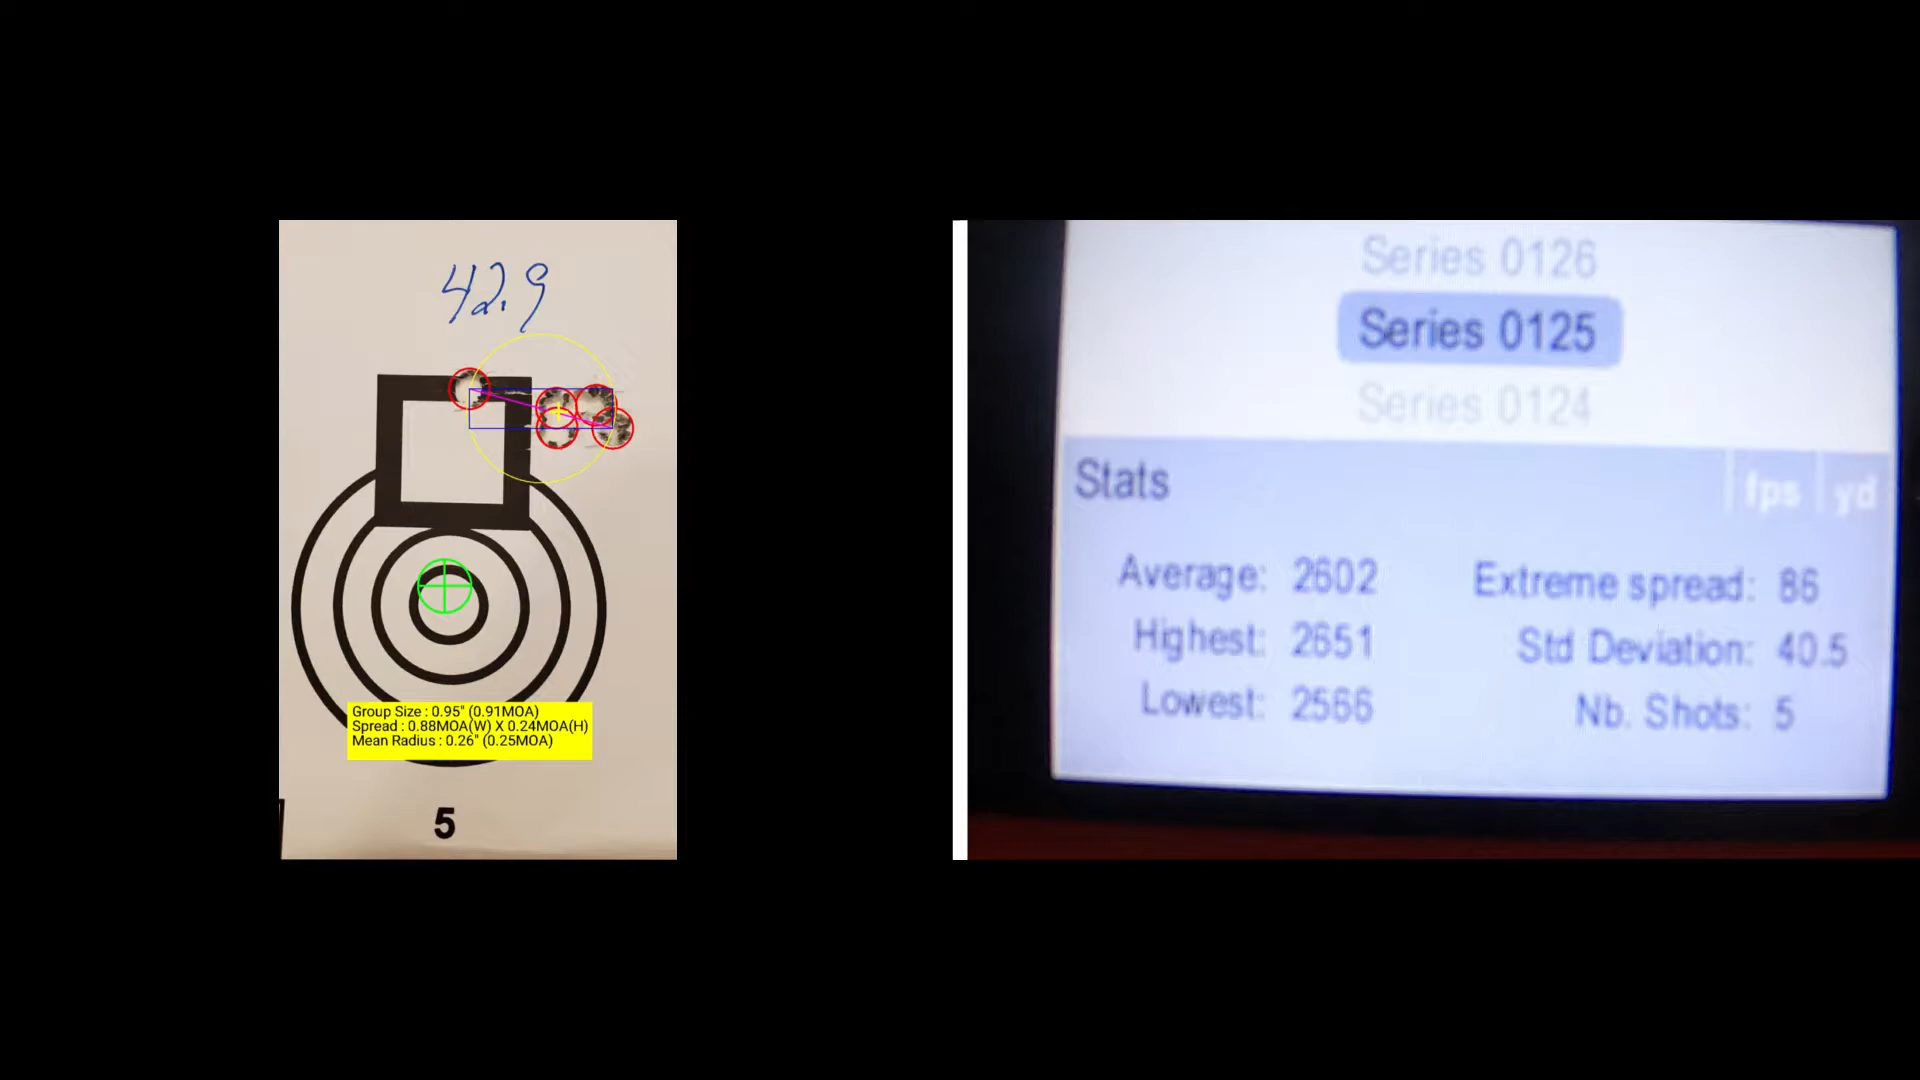 42.9
Group Size : 0.95" (0.91MOA)
Spread : 0.88MOA(W) X 0.24MOA(H)
Mean Radius : 0.26" (0.25MOA)
5
Series 0126
Series 0125
Series 0124
Stats fps yd
Average: 2602 Extreme spread: 86
Highest: 2651 Std Deviation: 40.5
Lowest: 2566 Nb. Shots: 5